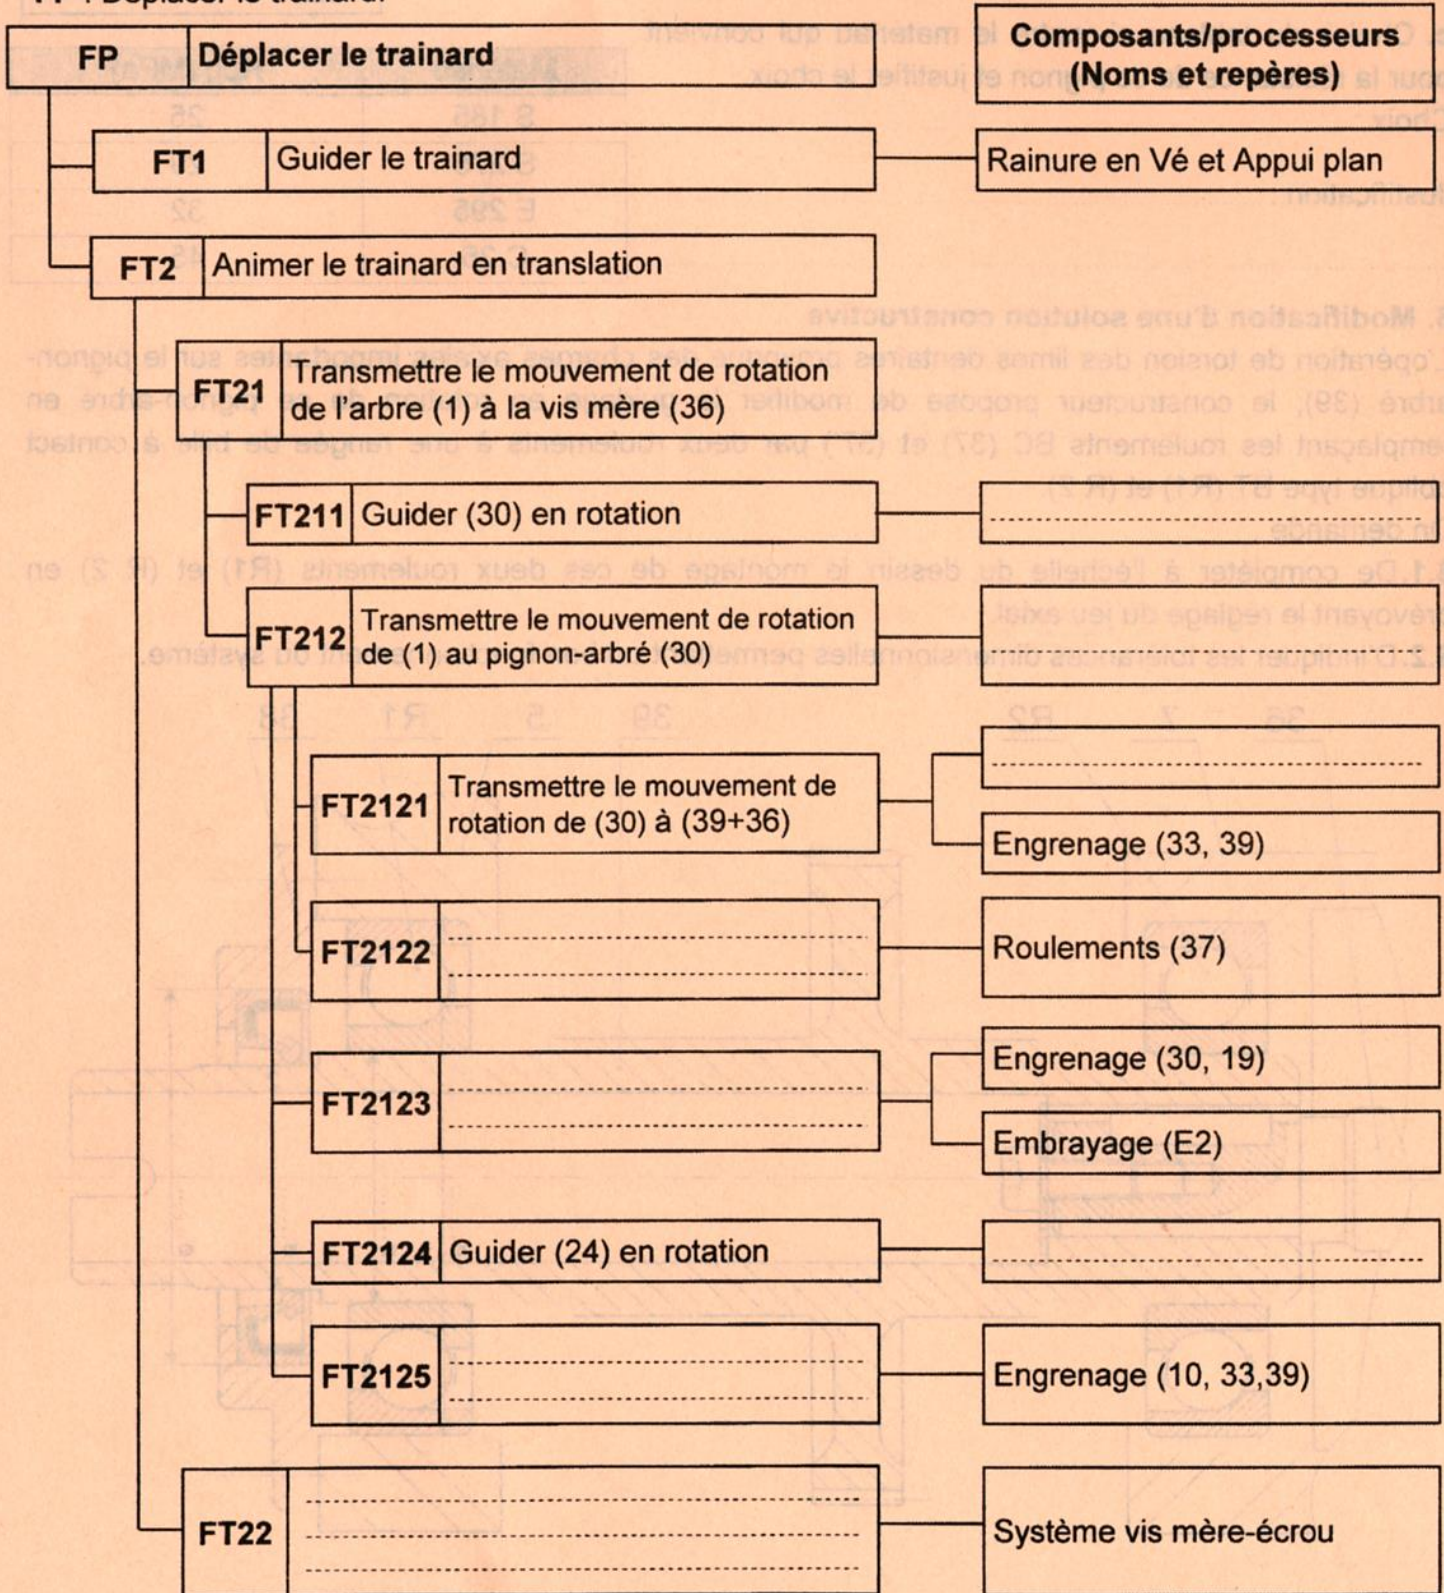 FP : Déplacer le trainard.
FP Déplacer le trainard
Composants/processeurs
(Noms et repères)
FT1 Guider le trainard
Rainure en Vé et Appui plan
FT2 Animer le trainard en translation
FT21 Transmettre le mouvement de rotation
de l'arbre (1) à la vis mère (36)
FT211 Guider (30) en rotation
FT212 Transmettre le mouvement de rotation
de (1) au pignon-arbré (30)
FT2121 Transmettre le mouvement de
rotation de (30) à (39+36)
Engrenage (33, 39)
FT2122
Roulements (37)
FT2123
Engrenage (30, 19)
Embrayage (E2)
FT2124 Guider (24) en rotation
FT2125
Engrenage (10, 33,39)
FT22
Système vis mère-écrou